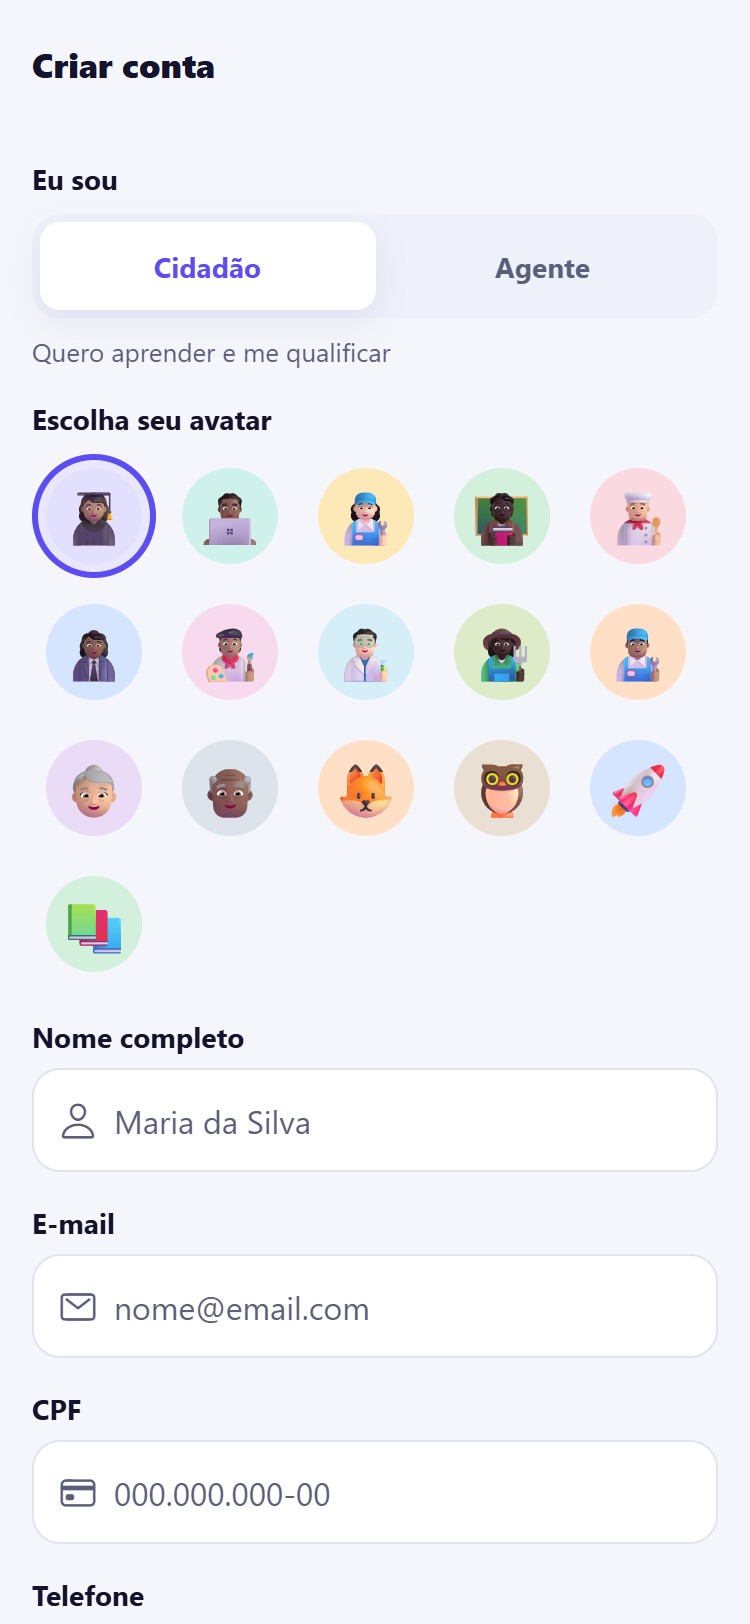 Criar conta
Eu sou
Cidadão
Agente
Quero aprender e me qualificar
Escolha seu avatar
Nome completo
Maria da Silva
E-mail
nome@email.com
CPF
000.000.000-00
Telefone